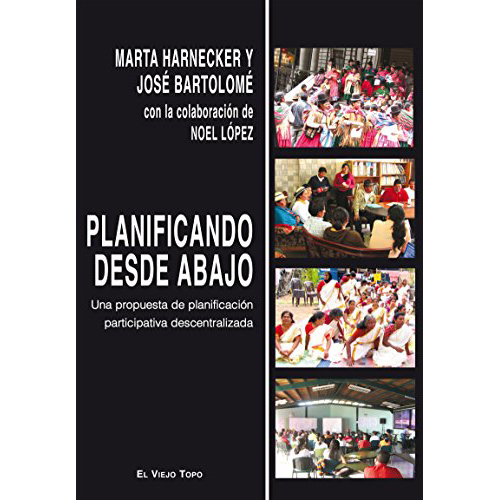 MARTA HARNECKER Y
JOSÉ BARTOLOMÉ
con la colaboración de
NOEL LÓPEZ
PLANIFICANDO
DESDE ABAJO
Una propuesta de planificación
participativa descentralizada
EL VIEJO TOPO